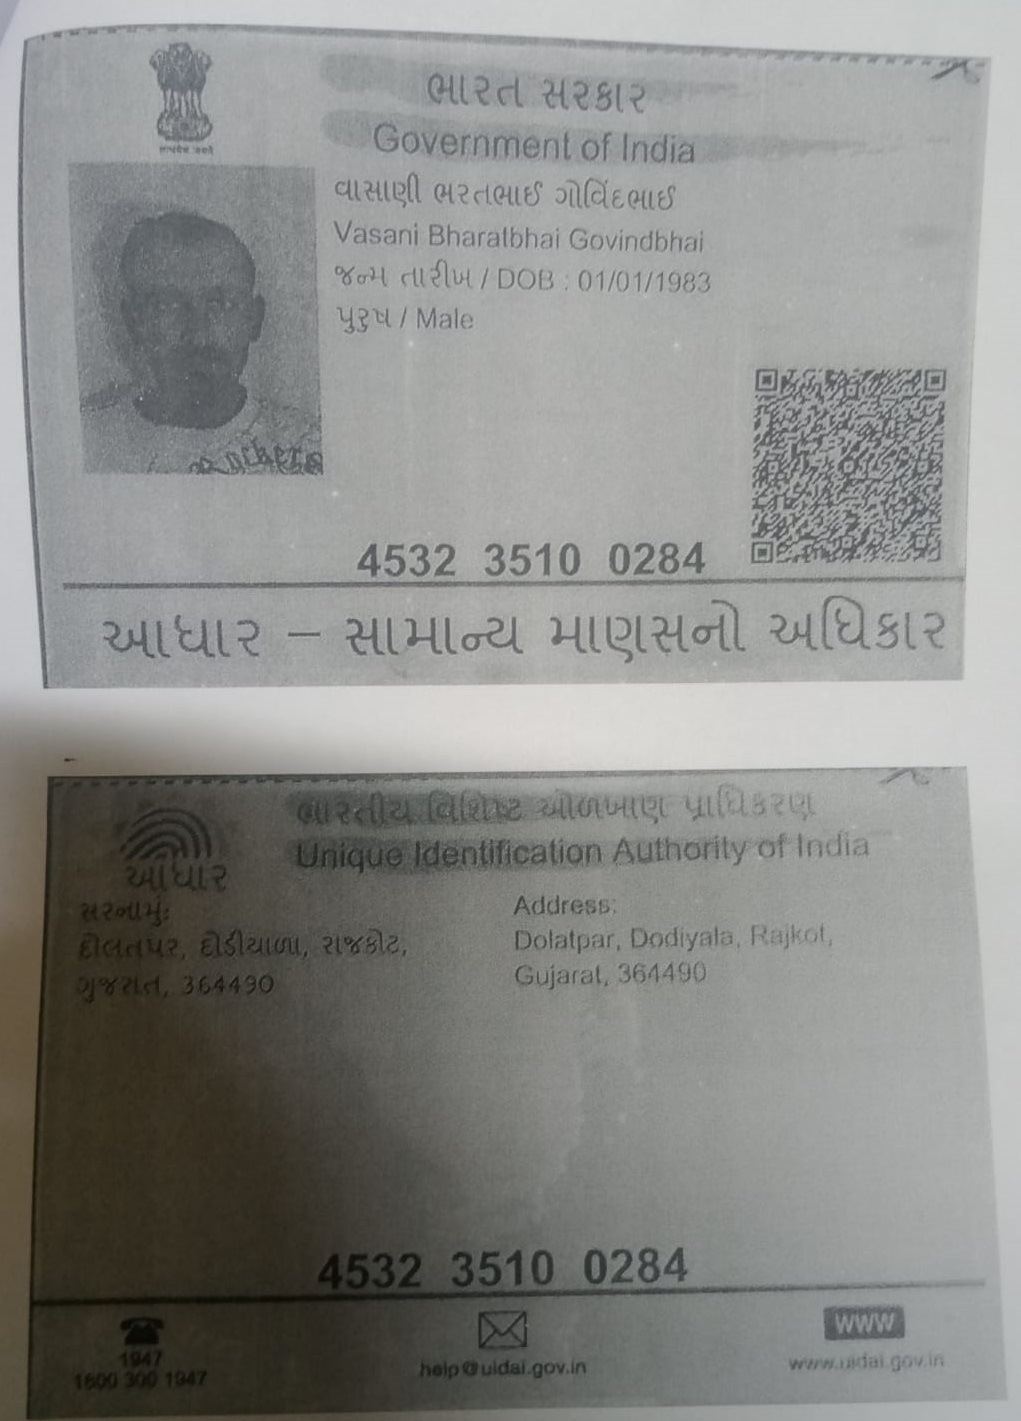 ભારત સરકાર
Government of India
વાસાણી ભરતભાઈ ગોવિંદભાઈ
Vasani Bharatbhai Govindbhai
જન્મ તારીખ / DOB : 01/01/1983
પુરુષ / Male
4532 3510 0284
આધાર – સામાન્ય માણસનો અધિકાર
ભારતીય વિશિષ્ટ ઓળખાણ પ્રાધિકરણ
Unique Identification Authority of India
આધાર
સરનામું:
દોલતપર, દોડીયાળા, રાજકોટ,
ગુજરાત, 364490
Address:
Dolatpar, Dodiyala, Rajkot,
Gujarat, 364490
4532 3510 0284
1947
1800 300 1947
help@uidai.gov.in
www
www.uidai.gov.in